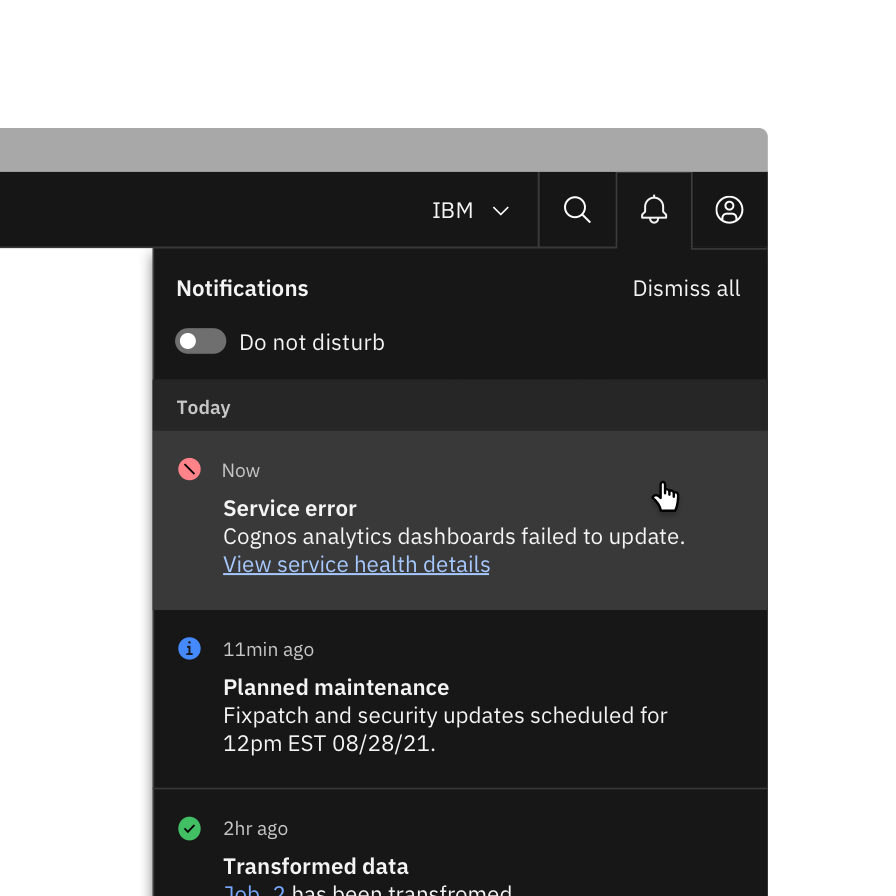 IBM
Notifications
Dismiss all
Do not disturb
Today
Now
Service error
Cognos analytics dashboards failed to update.
View service health details
11min ago
Planned maintenance
Fixpatch and security updates scheduled for
12pm EST 08/28/21.
2hr ago
Transformed data
Job_2 has been transfromed